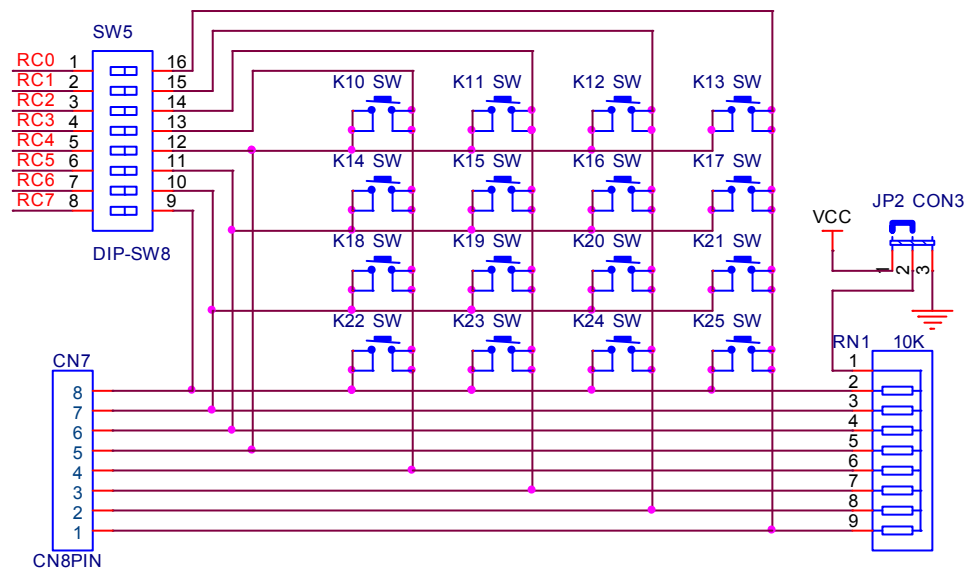 SW5
RC0 1 16
RC1 2 15
RC2 3 14
RC3 4 13
RC4 5 12
RC5 6 11
RC6 7 10
RC7 8 9
DIP-SW8
K10 SW K11 SW K12 SW K13 SW
K14 SW K15 SW K16 SW K17 SW
K18 SW K19 SW K20 SW K21 SW
K22 SW K23 SW K24 SW K25 SW
JP2 CON3
VCC
1 2 3
RN1 10K
1
2
3
4
5
6
7
8
9
CN7
8
7
6
5
4
3
2
1
CN8PIN